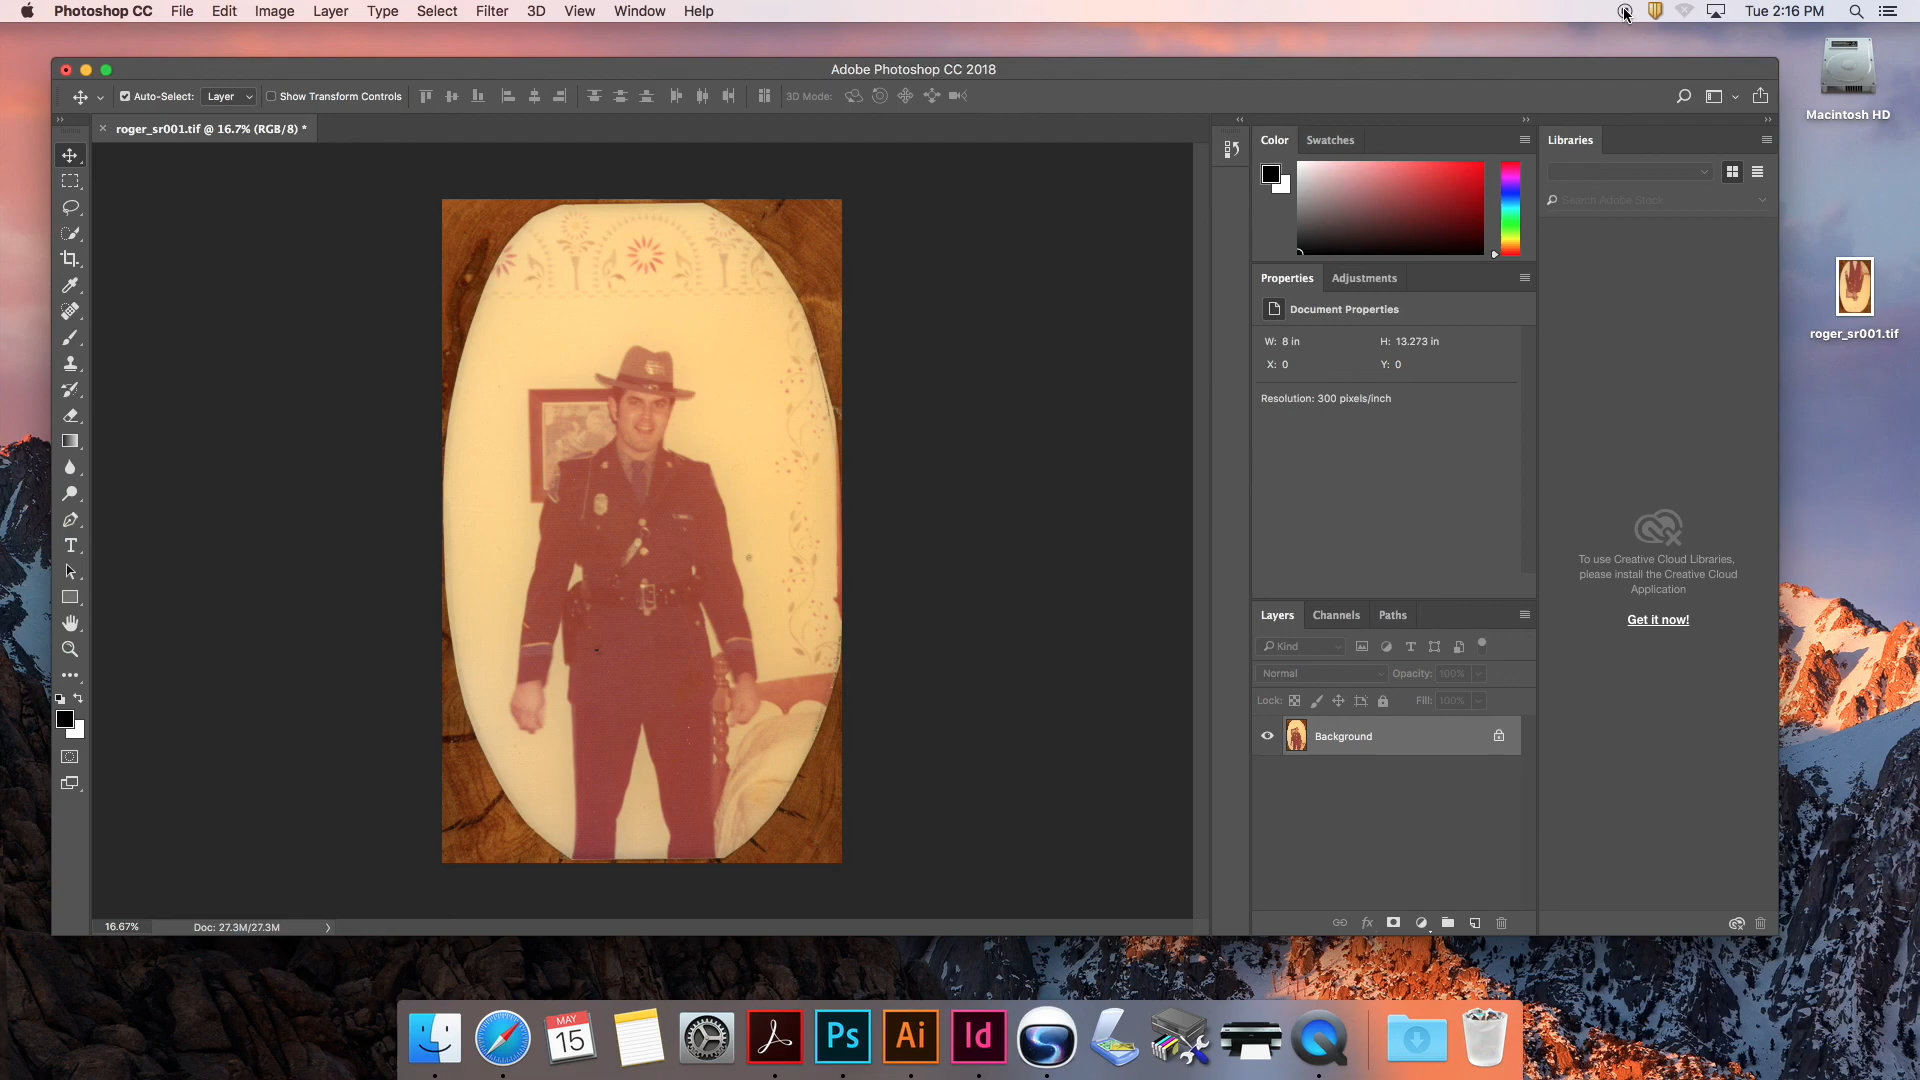 Photoshop CC File Edit Image Layer Type Select Filter 3D View Window Help Tue 2:16 PM
Adobe Photoshop CC 2018
Auto-Select: Layer Show Transform Controls 3D Mode:
roger_sr001.tif @ 16.7% (RGB/8) *
Color Swatches
Libraries
Search Adobe Stock
Properties Adjustments
Document Properties
W: 8 in H: 13.273 in
X: 0 Y: 0
Resolution: 300 pixels/inch
To use Creative Cloud Libraries,
please install the Creative Cloud
Application
Get it now!
Layers Channels Paths
Kind
Normal Opacity: 100%
Lock: Fill: 100%
Background
fx
16.67% Doc: 27.3M/27.3M
Macintosh HD
roger_sr001.tif
MAY
15
Ps
Ai
Id